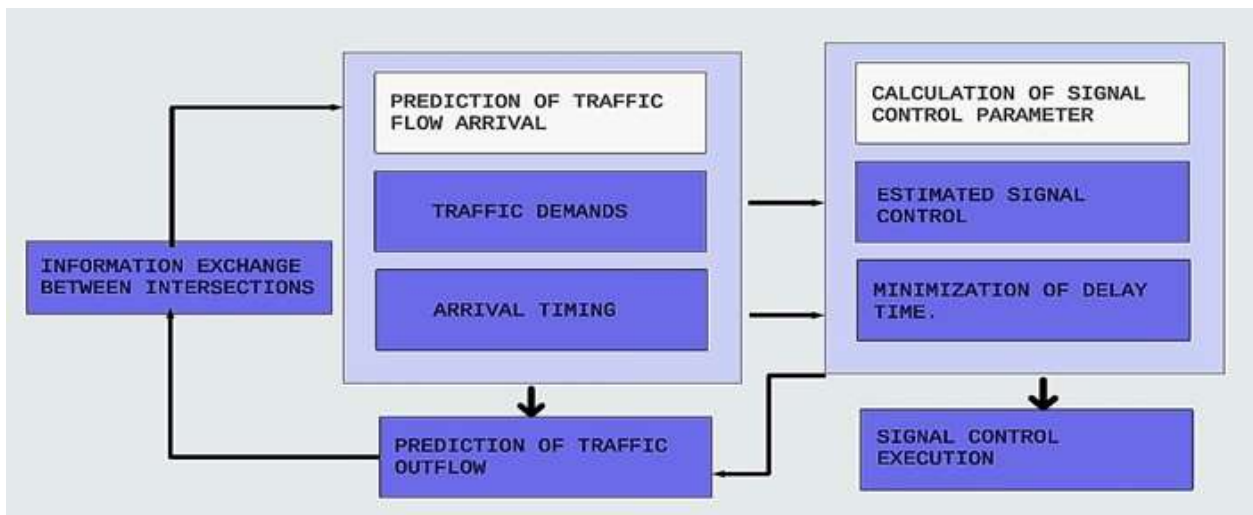 PREDICTION OF TRAFFIC
FLOW ARRIVAL
TRAFFIC DEMANDS
ARRIVAL TIMING
CALCULATION OF SIGNAL
CONTROL PARAMETER
ESTIMATED SIGNAL
CONTROL
MINIMIZATION OF DELAY
TIME.
INFORMATION EXCHANGE
BETWEEN INTERSECTIONS
PREDICTION OF TRAFFIC
OUTFLOW
SIGNAL CONTROL
EXECUTION